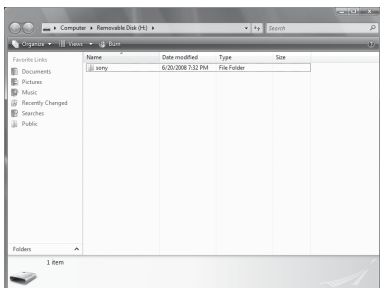 Computer ▸ Removable Disk (H:) ▸ Search
Organize Views Burn
Favorite Links
Documents
Pictures
Music
Recently Changed
Searches
Public
Folders
Name Date modified Type Size
sony 6/20/2008 7:32 PM File Folder
1 item